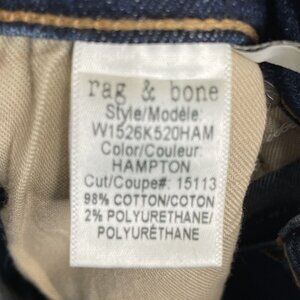 rag & bone
Style/Modèle:
W1526K520HAM
Color/Couleur:
HAMPTON
Cut/Coupe#: 15113
98% COTTON/COTON
2% POLYURETHANE/
POLYURÉTHANE